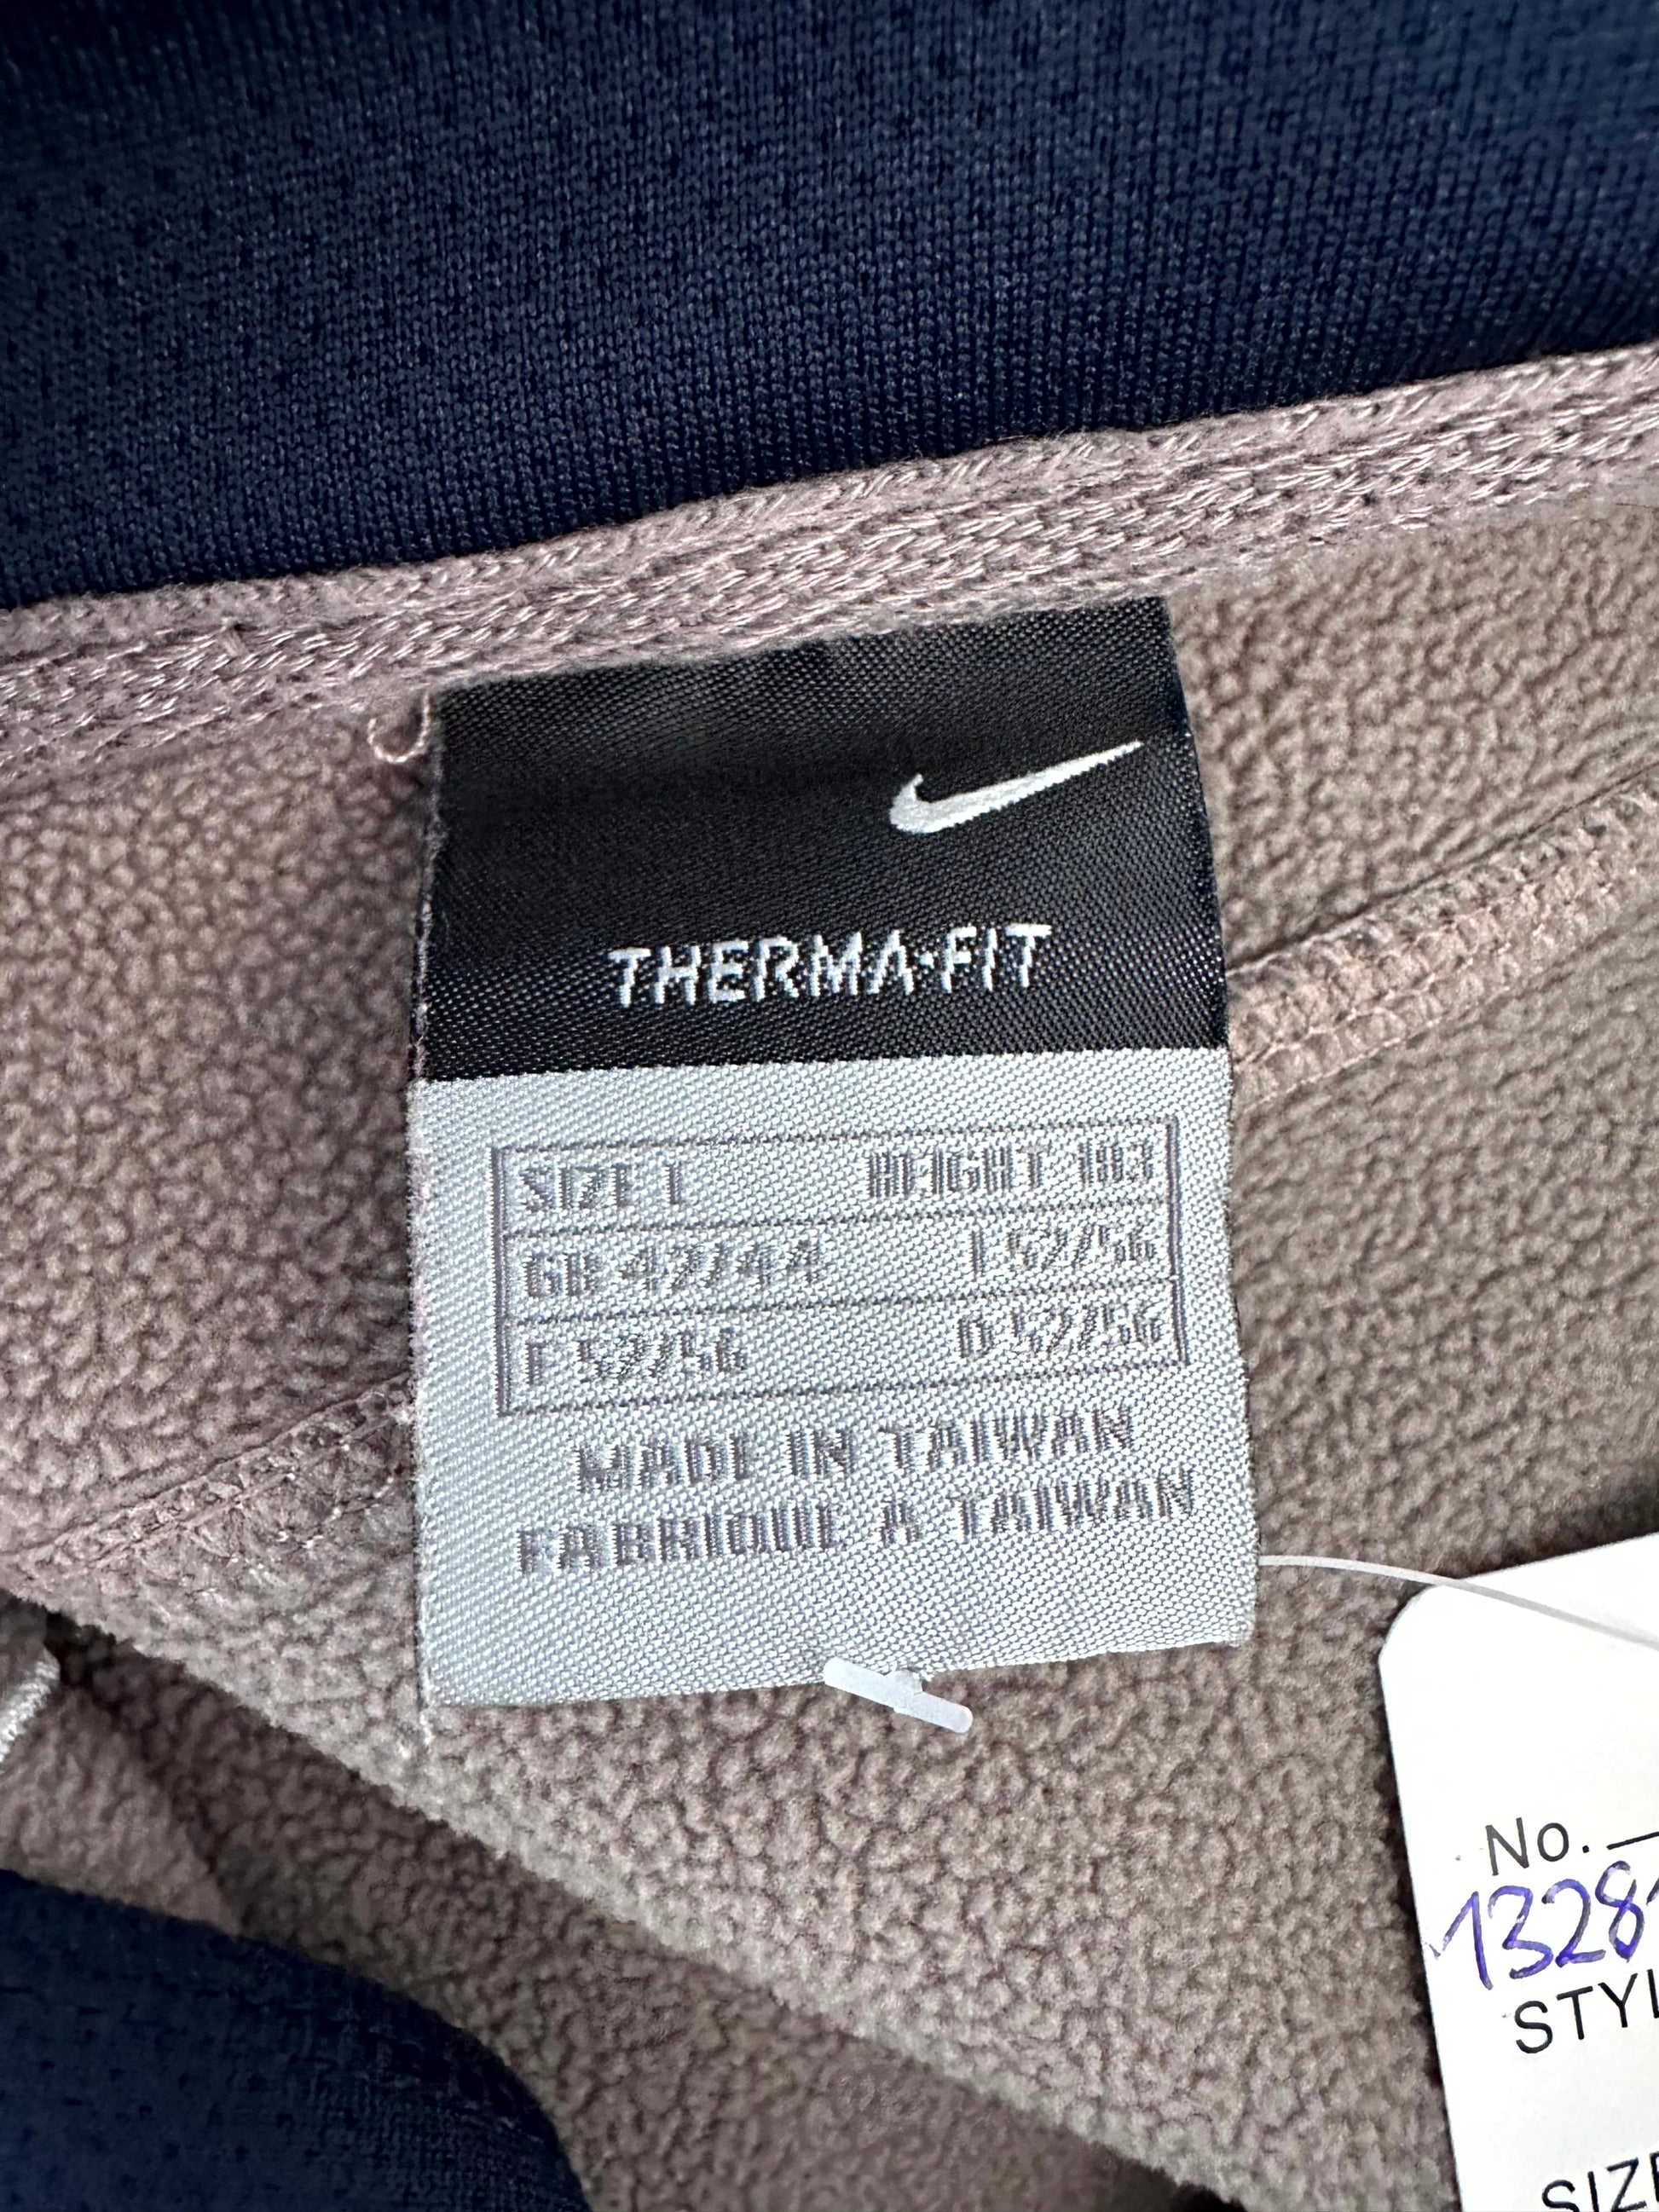 THERMA·FIT
SIZE L HEIGHT 183
GB 42/44 I 52/56
F 52/56 D 52/56
MADE IN TAIWAN
FABRIQUE A TAIWAN
No.
1328
STYL
SIZE